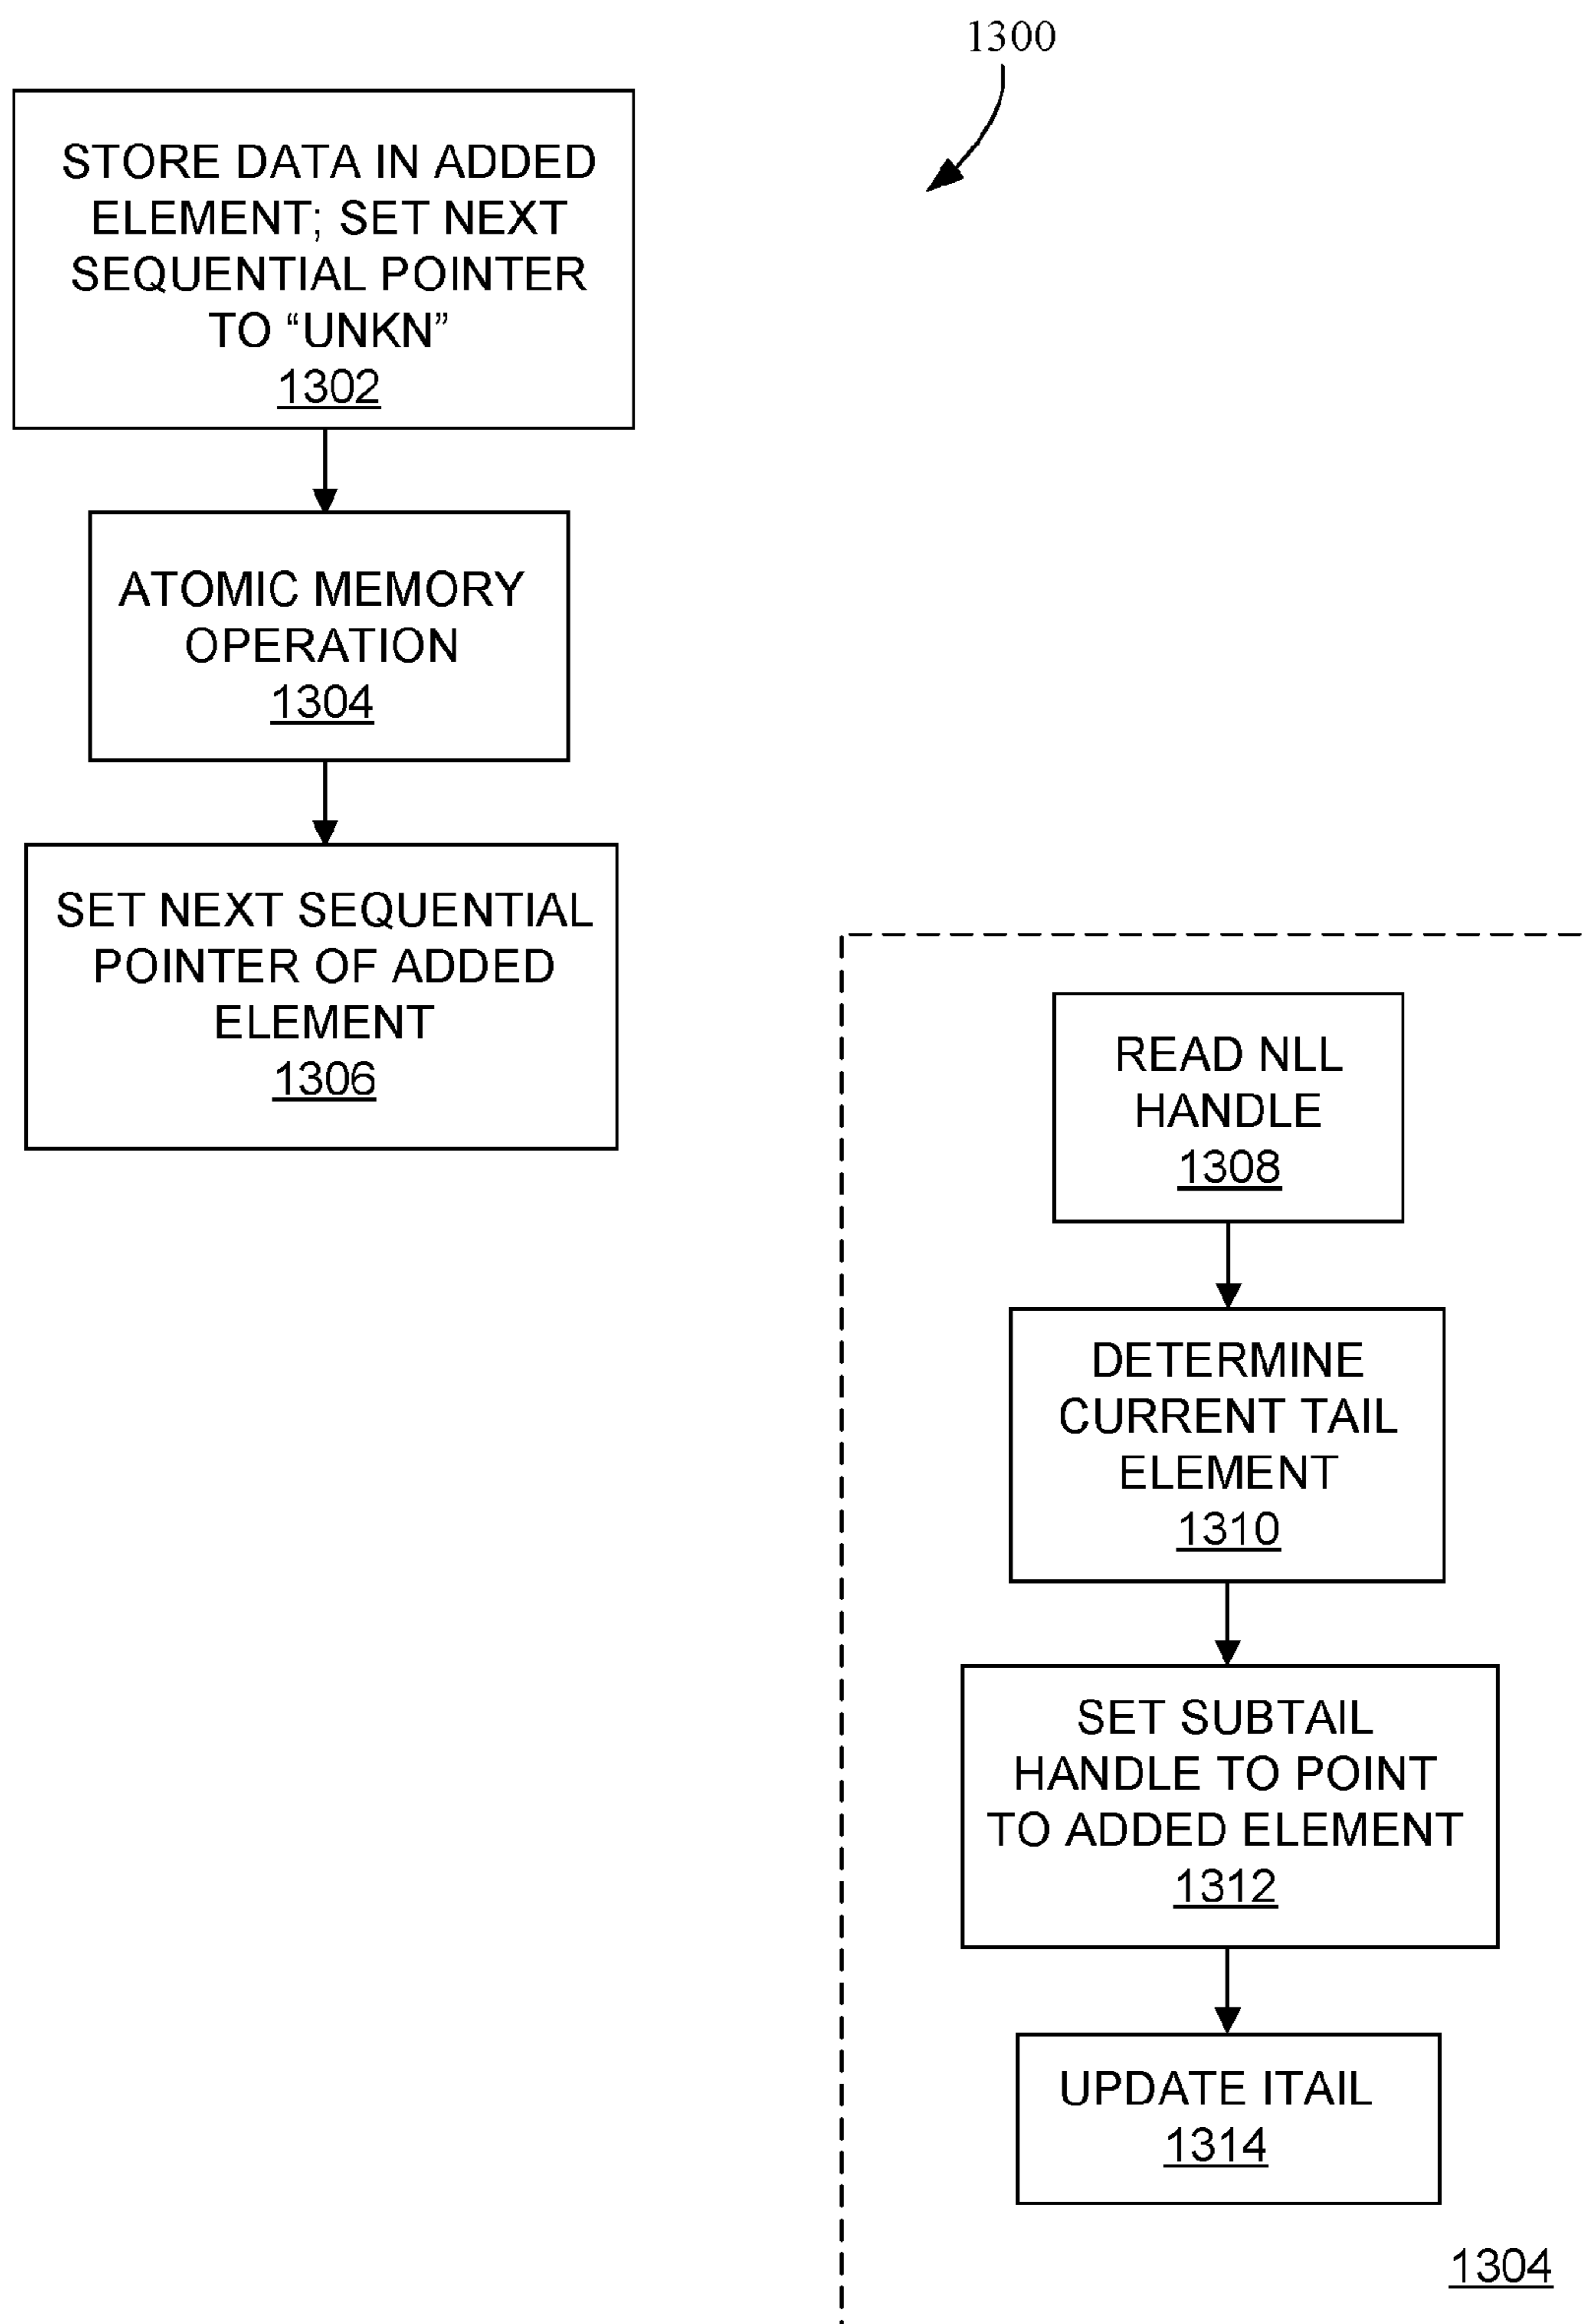 1300
STORE DATA IN ADDED
ELEMENT; SET NEXT
SEQUENTIAL POINTER
TO “UNKN”
1302
ATOMIC MEMORY
OPERATION
1304
SET NEXT SEQUENTIAL
POINTER OF ADDED
ELEMENT
1306
READ NLL
HANDLE
1308
DETERMINE
CURRENT TAIL
ELEMENT
1310
SET SUBTAIL
HANDLE TO POINT
TO ADDED ELEMENT
1312
UPDATE ITAIL
1314
1304